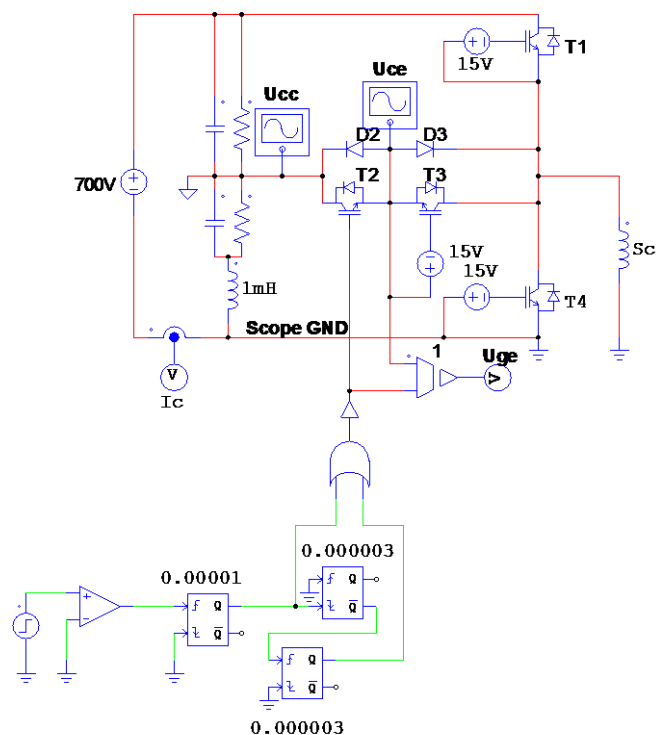 T1
15V
Ucc
Uce
D2
D3
T2
T3
700V
15V
15V
Sc
1mH
T4
Scope GND
1
Uge
V
V
Ic
0.000003
0.00001
Q
Q
Q
Q
Q
Q
0.000003